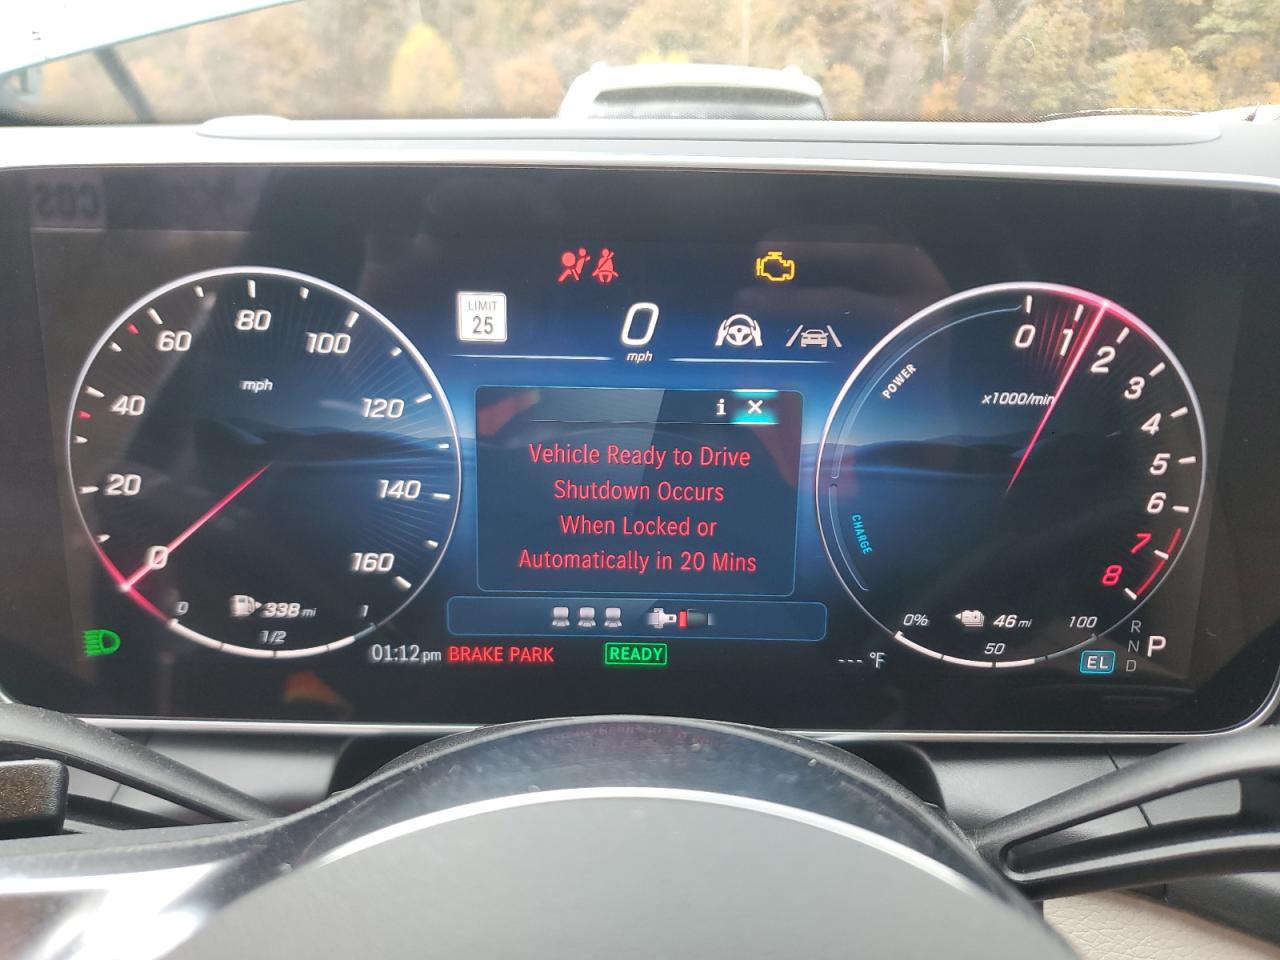 LIMIT
25
0
mph
0
20
40
60
80
100
120
140
160
mph
0
338 mi
1
1/2
i X
Vehicle Ready to Drive
Shutdown Occurs
When Locked or
Automatically in 20 Mins
01:12pm BRAKE PARK
READY
--- °F
POWER
CHARGE
0
1
2
3
4
5
6
7
8
x1000/min
0%
46 mi
100
50
EL
R
N
D
P